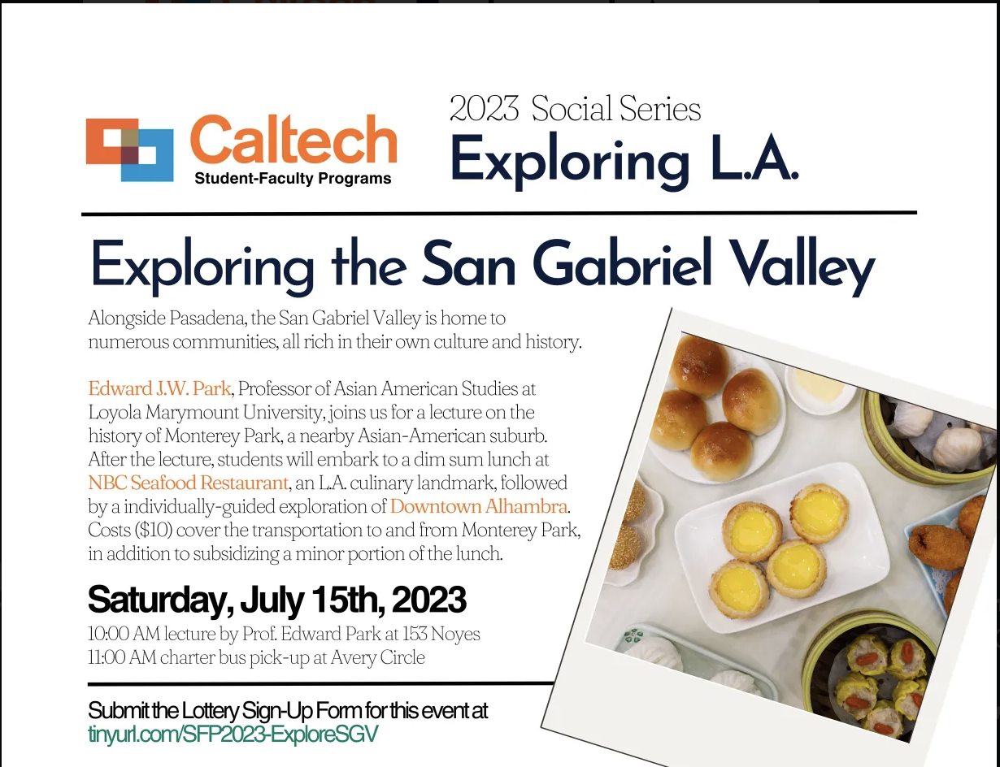 Caltech
Student-Faculty Programs
2023 Social Series
Exploring L.A.
Exploring the San Gabriel Valley
Alongside Pasadena, the San Gabriel Valley is home to
numerous communities, all rich in their own culture and history.
Edward J.W. Park, Professor of Asian American Studies at
Loyola Marymount University, joins us for a lecture on the
history of Monterey Park, a nearby Asian-American suburb.
After the lecture, students will embark to a dim sum lunch at
NBC Seafood Restaurant, an L.A. culinary landmark, followed
by a individually-guided exploration of Downtown Alhambra.
Costs ($10) cover the transportation to and from Monterey Park,
in addition to subsidizing a minor portion of the lunch.
Saturday, July 15th, 2023
10:00 AM lecture by Prof. Edward Park at 153 Noyes
11:00 AM charter bus pick-up at Avery Circle
Submit the Lottery Sign-Up Form for this event at
tinyurl.com/SFP2023-ExploreSGV